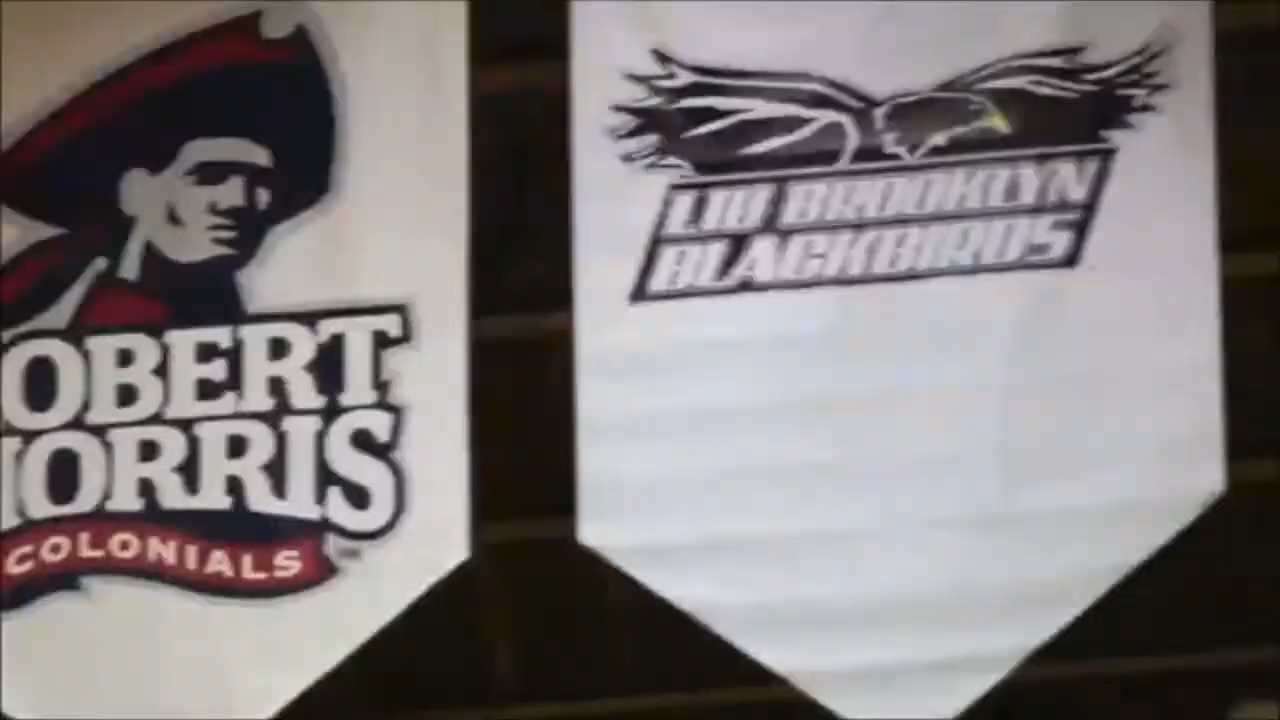 OBERT
ORRIS
COLONIALS
LIU BROOKLYN
BLACKBIRDS